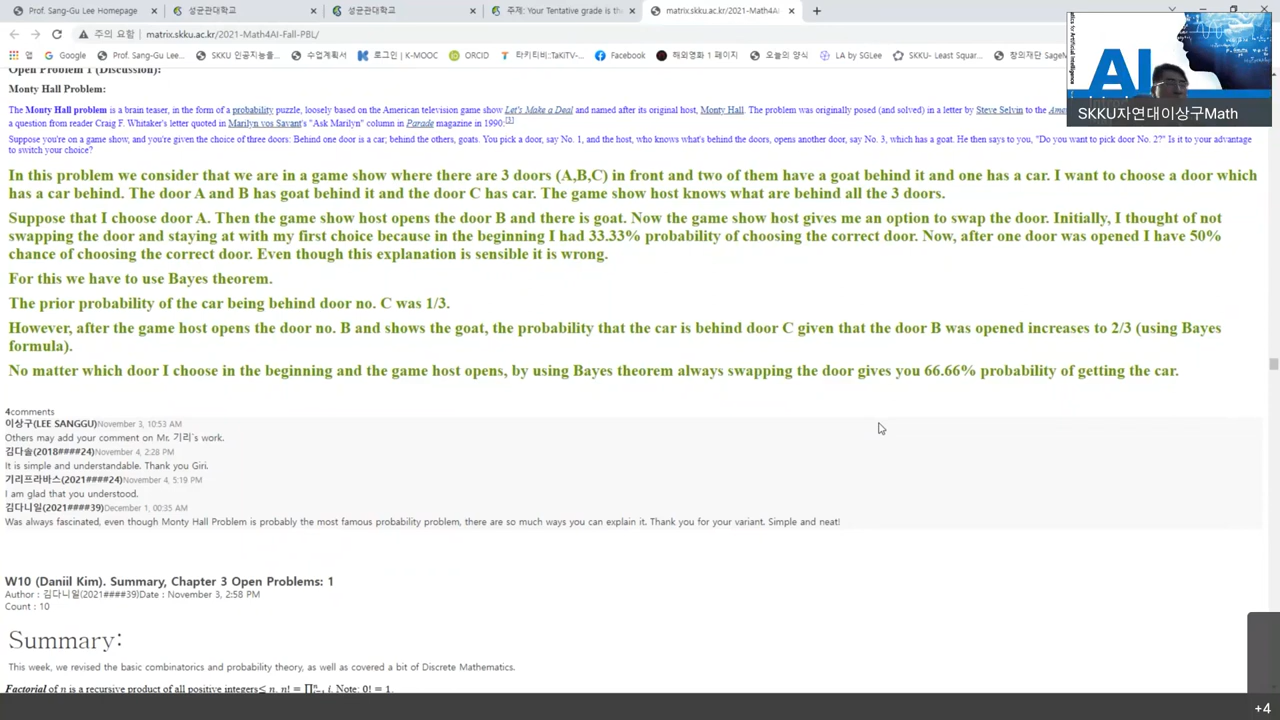 Prof. Sang-Gu Lee Homepage
성균관대학교
성균관대학교
주제: Your Tentative grade is the
matrix.skku.ac.kr/2021-Math4AI
주의 요함 matrix.skku.ac.kr/2021-Math4AI-Fall-PBL/
앱 Google Prof. Sang-Gu Lee... SKKU 인공지능을... 수업계획서 로그인 | K-MOOC ORCID 타키티비:TaKiTV-... Facebook 해외영화 1 페이지 오늘의 양식 LA by SGLee SKKU- Least Squar... 창의재단 SageMa
AI
SKKU자연대이상구Math
Open Problem 1 (Discussion):
Monty Hall Problem:
The Monty Hall problem is a brain teaser, in the form of a probability puzzle, loosely based on the American television game show Let's Make a Deal and named after its original host, Monty Hall. The problem was originally posed (and solved) in a letter by Steve Selvin to the
a question from reader Craig F. Whitaker's letter quoted in Marilyn vos Savant's "Ask Marilyn" column in Parade magazine in 1990:[3]
Suppose you're on a game show, and you're given the choice of three doors: Behind one door is a car; behind the others, goats. You pick a door, say No. 1, and the host, who knows what's behind the doors, opens another door, say No. 3, which has a goat. He then says to you, "Do you want to pick door No. 2?" Is it to your advantage
to switch your choice?
In this problem we consider that we are in a game show where there are 3 doors (A,B,C) in front and two of them have a goat behind it and one has a car. I want to choose a door which
has a car behind. The door A and B has goat behind it and the door C has car. The game show host knows what are behind all the 3 doors.
Suppose that I choose door A. Then the game show host opens the door B and there is goat. Now the game show host gives me an option to swap the door. Initially, I thought of not
swapping the door and staying at with my first choice because in the beginning I had 33.33% probability of choosing the correct door. Now, after one door was opened I have 50%
chance of choosing the correct door. Even though this explanation is sensible it is wrong.
For this we have to use Bayes theorem.
The prior probability of the car being behind door no. C was 1/3.
However, after the game host opens the door no. B and shows the goat, the probability that the car is behind door C given that the door B was opened increases to 2/3 (using Bayes
formula).
No matter which door I choose in the beginning and the game host opens, by using Bayes theorem always swapping the door gives you 66.66% probability of getting the car.
4comments
이상구(LEE SANGGU)November 3, 10:53 AM
Others may add your comment on Mr. 기리`s work.
김다솔(2018####24)November 4, 2:28 PM
It is simple and understandable. Thank you Giri.
기리프라바스(2021####24)November 4, 5:19 PM
I am glad that you understood.
김다니일(2021####39)December 1, 00:35 AM
Was always fascinated, even though Monty Hall Problem is probably the most famous probability problem, there are so much ways you can explain it. Thank you for your variant. Simple and neat!
W10 (Daniil Kim). Summary, Chapter 3 Open Problems: 1
Author : 김다니일(2021####39)Date : November 3, 2:58 PM
Count : 10
Summary:
This week, we revised the basic combinatorics and probability theory, as well as covered a bit of Discrete Mathematics.
Factorial of n is a recursive product of all positive integers≤ n. n! = ∏ i. Note: 0! = 1.
+4